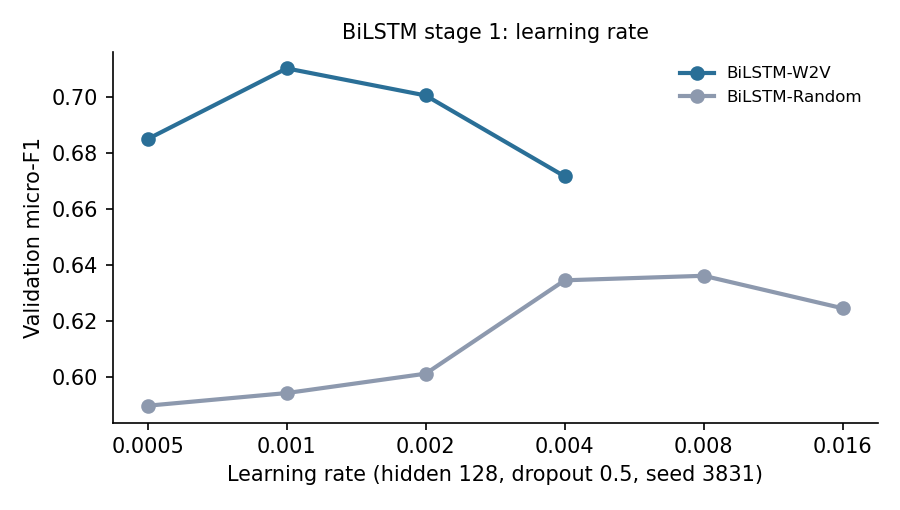 BiLSTM stage 1: learning rate
BiLSTM-W2V
BiLSTM-Random
Validation micro-F1
0.70
0.68
0.66
0.64
0.62
0.60
0.0005 0.001 0.002 0.004 0.008 0.016
Learning rate (hidden 128, dropout 0.5, seed 3831)